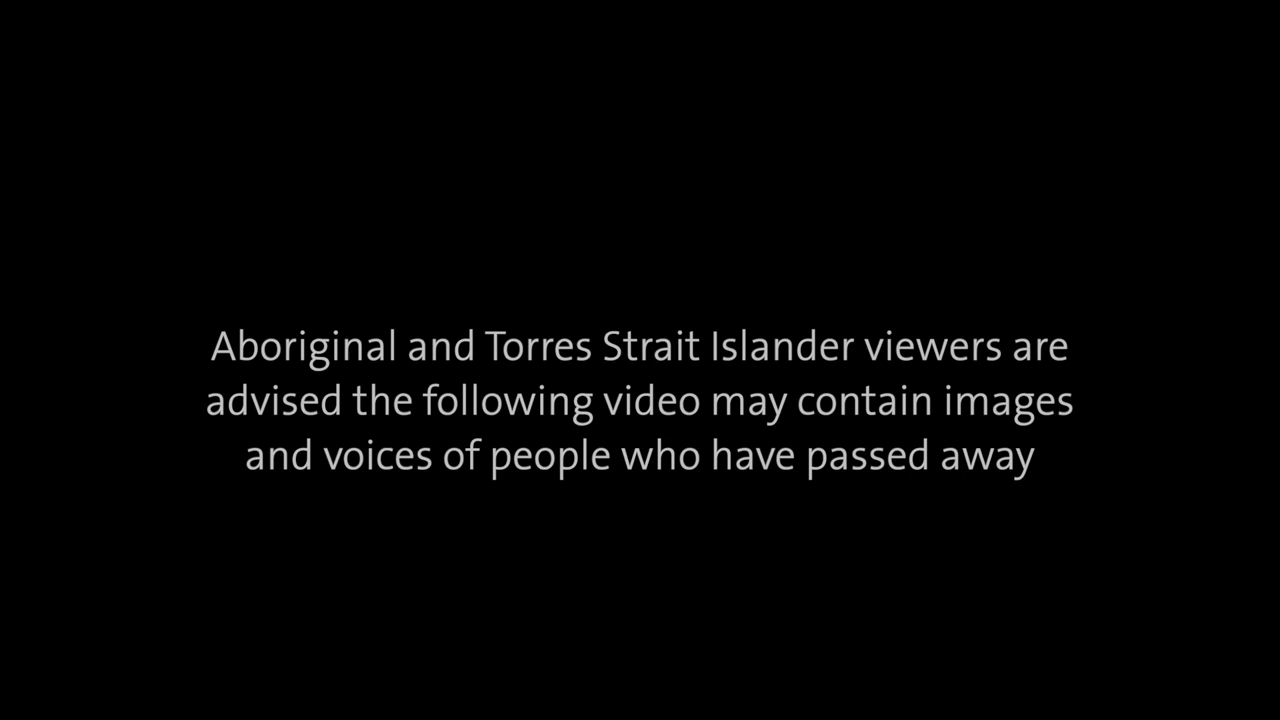 Aboriginal and Torres Strait Islander viewers are
advised the following video may contain images
and voices of people who have passed away